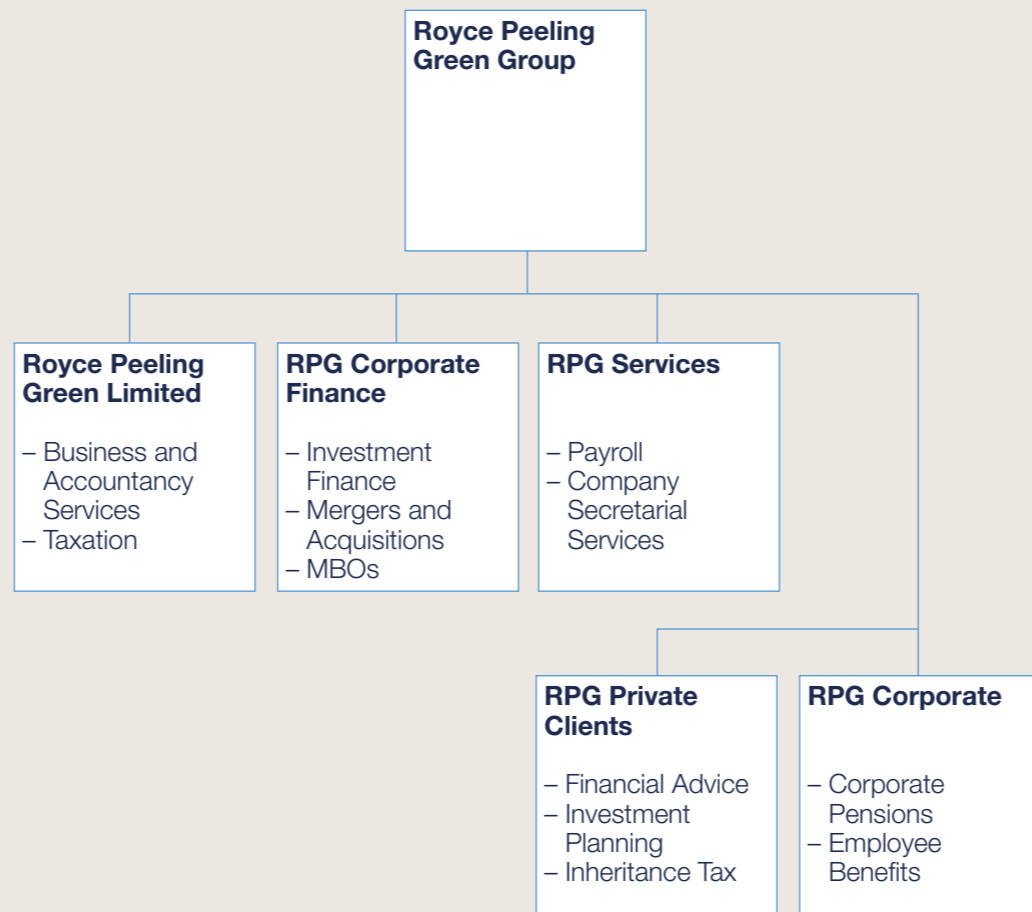 Royce Peeling
Green Group
Royce Peeling
Green Limited
– Business and
Accountancy
Services
– Taxation
RPG Corporate
Finance
– Investment
Finance
– Mergers and
Acquisitions
– MBOs
RPG Services
– Payroll
– Company
Secretarial
Services
RPG Private
Clients
– Financial Advice
– Investment
Planning
– Inheritance Tax
RPG Corporate
– Corporate
Pensions
– Employee
Benefits